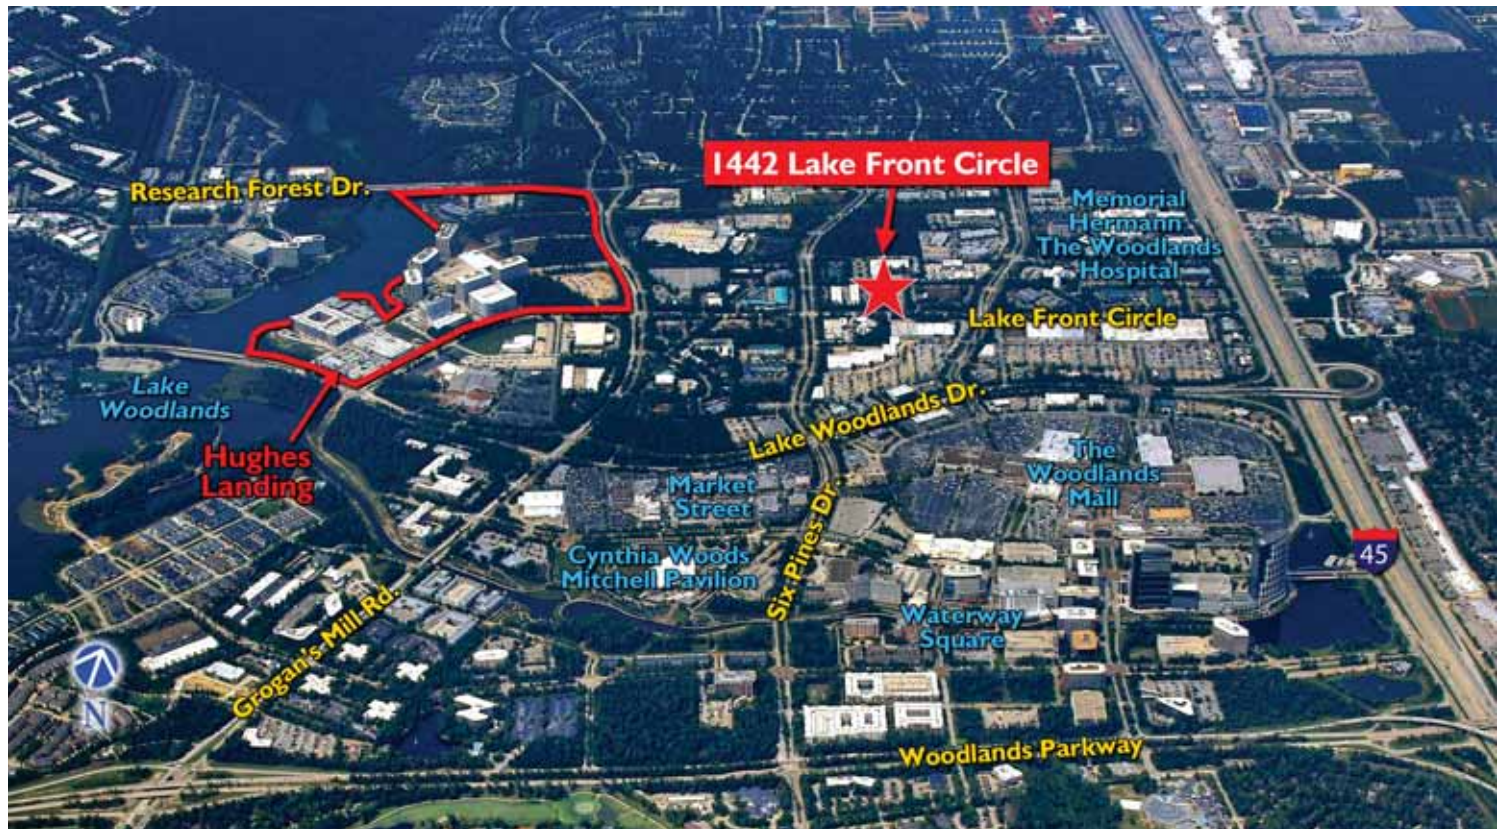 1442 Lake Front Circle
Research Forest Dr.
Memorial
Hermann
The Woodlands
Hospital
Lake Front Circle
Lake
Woodlands
Lake Woodlands Dr.
Hughes
Landing
The
Woodlands
Mall
Market
Street
Six Pines Dr.
45
Cynthia Woods
Mitchell Pavilion
Grogan's Mill Rd.
Waterway
Square
N
Woodlands Parkway